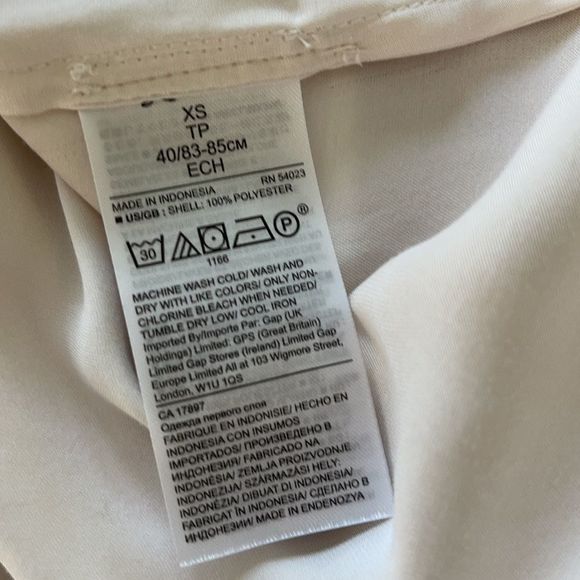 XS
TP
40/83-85CM
ECH
MADE IN INDONESIA RN 54023
US/GB : SHELL: 100% POLYESTER
30 P ®
1166
MACHINE WASH COLD/ WASH AND
DRY WITH LIKE COLORS/ ONLY NON-
CHLORINE BLEACH WHEN NEEDED/
TUMBLE DRY LOW/ COOL IRON
Imported by/Importe Par: Gap (UK
Holdings) Limited: GPS (Great Britain)
Limited Gap Stores (Ireland) Limited Gap
Europe Limited All at 103 Wigmore Street,
London, W1U 1QS
CA 17897
Одежда первого слоя
FABRIQUE EN INDONESIE/ HECHO EN
INDONESIA CON INSUMOS
IMPORTADOS/ ПРОИЗВЕДЕНО В
ИНДОНЕЗИЯ/ FABRICADO NA
INDONÉSIA/ ZEMLJA PROIZVODNJE
INDONEZIJA/ SZÁRMAZÁSI HELY:
INDONÉZIA/ DIBUAT DI INDONESIA/
FABRICAT ÎN INDONESIA/ СДЕЛАНО В
ИНДОНЕЗИИ/ MADE IN ENDENOZYA